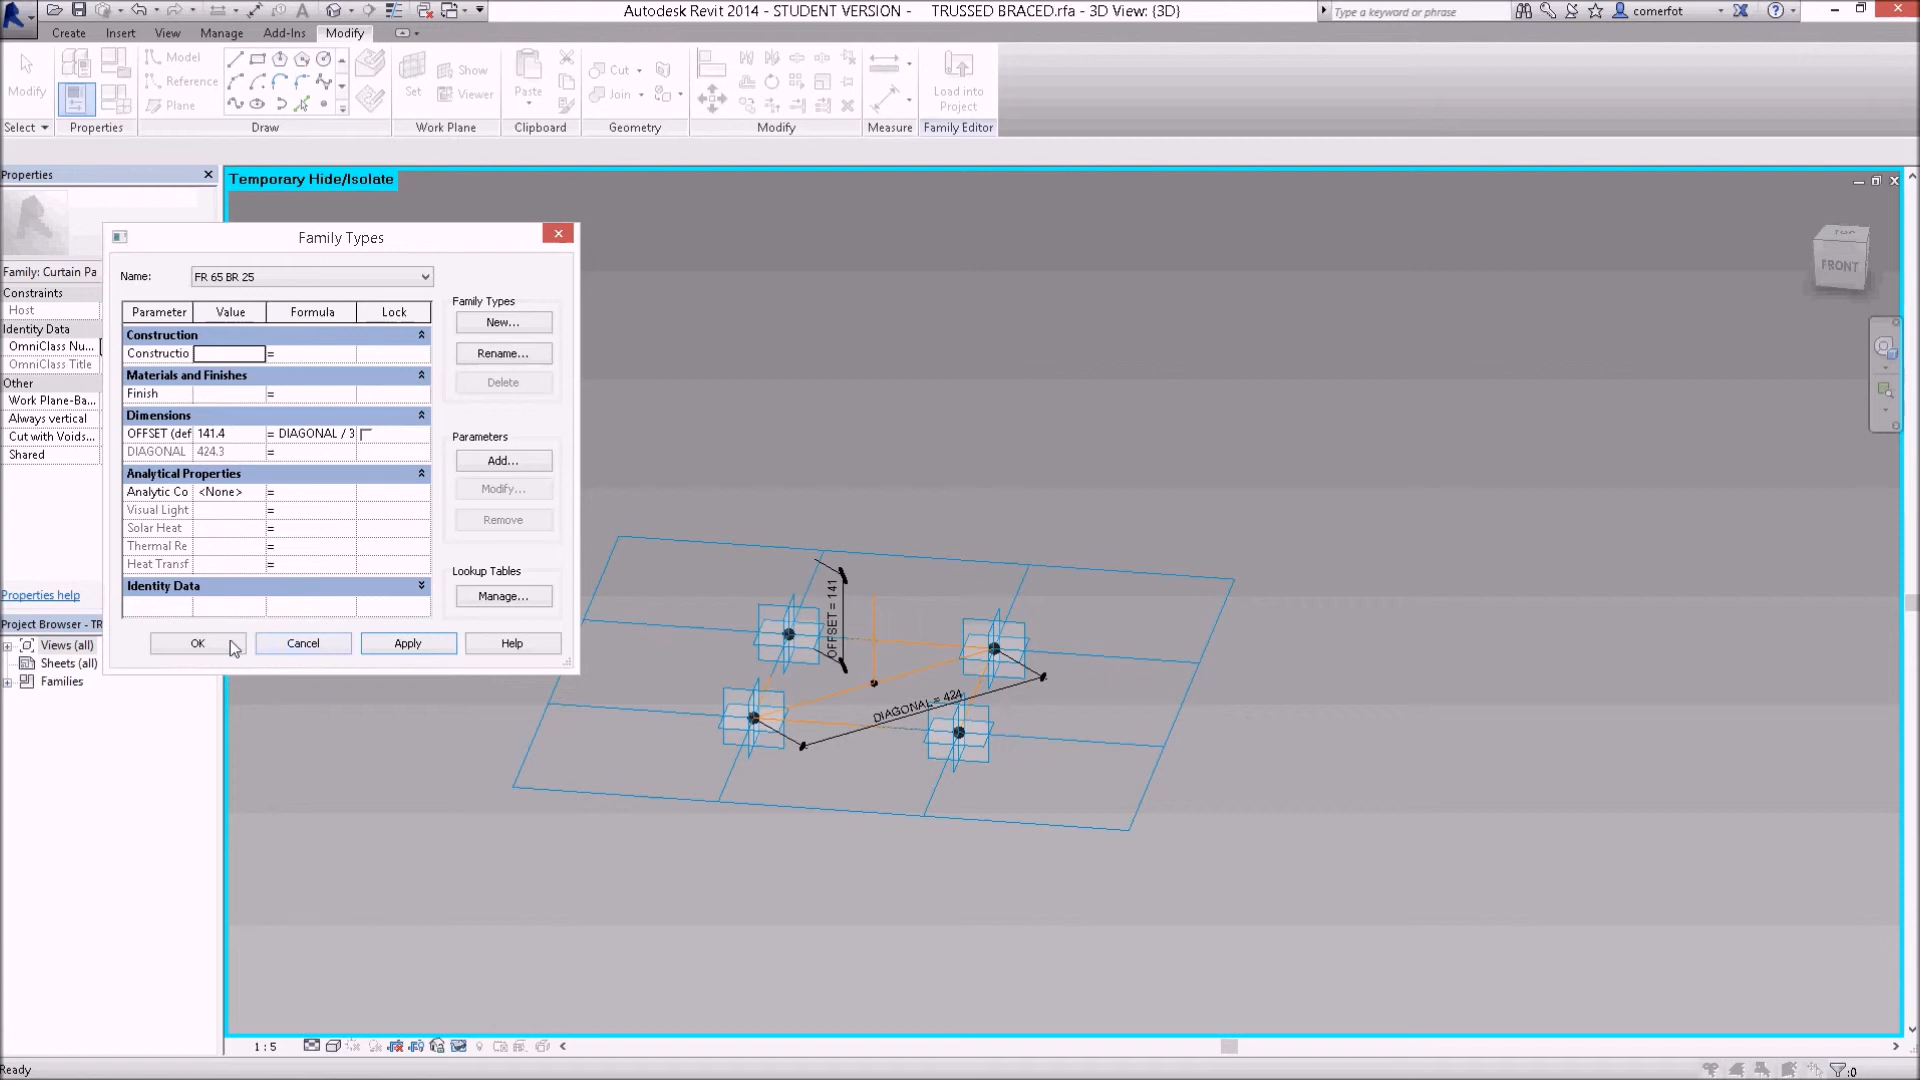 Autodesk Revit 2014 - STUDENT VERSION - TRUSSED BRACED.rfa - 3D View: {3D}
Type a keyword or phrase
comerfot
Create Insert View Manage Add-Ins Modify
Modify
Model
Reference
Plane
Set
Show
Viewer
Paste
Cut
Join
Load into
Project
Select Properties Draw Work Plane Clipboard Geometry Modify Measure Family Editor
Properties
Temporary Hide/Isolate
Family: Curtain Pa
Constraints
Host
Identity Data
OmniClass Nu...
OmniClass Title
Other
Work Plane-Ba...
Always vertical
Cut with Voids...
Shared
Properties help
Project Browser - TR
Views (all)
Sheets (all)
Families
Family Types
Name: FR 65 BR 25
Parameter Value Formula Lock
Construction
Constructio =
Materials and Finishes
Finish =
Dimensions
OFFSET (def 141.4 = DIAGONAL / 3
DIAGONAL 424.3 =
Analytical Properties
Analytic Co <None> =
Visual Light =
Solar Heat =
Thermal Re =
Heat Transf =
Identity Data
Family Types
New...
Rename...
Delete
Parameters
Add...
Modify...
Remove
Lookup Tables
Manage...
OK Cancel Apply Help
OFFSET = 141
DIAGONAL = 424
TOP
FRONT
1 : 5
Ready
:0